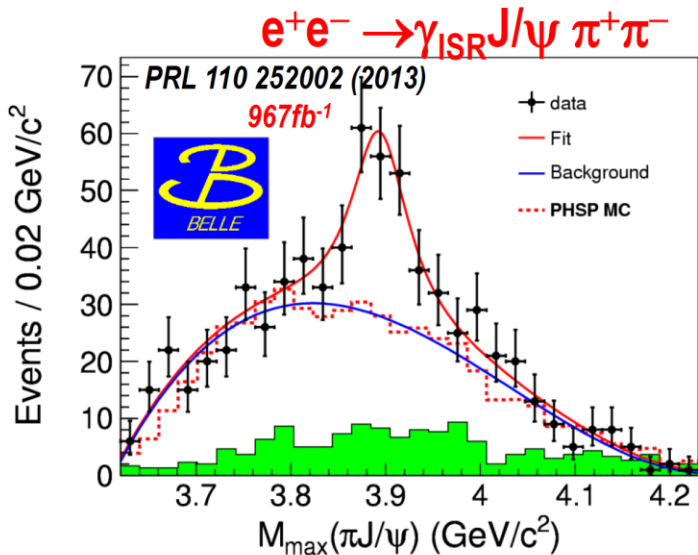 e⁺e⁻ →γ_ISR J/ψ π⁺π⁻
PRL 110 252002 (2013)
967fb⁻¹
BELLE
data
Fit
Background
PHSP MC
Events / 0.02 GeV/c²
70
60
50
40
30
20
10
0
3.7 3.8 3.9 4 4.1 4.2
M_max(πJ/ψ) (GeV/c²)